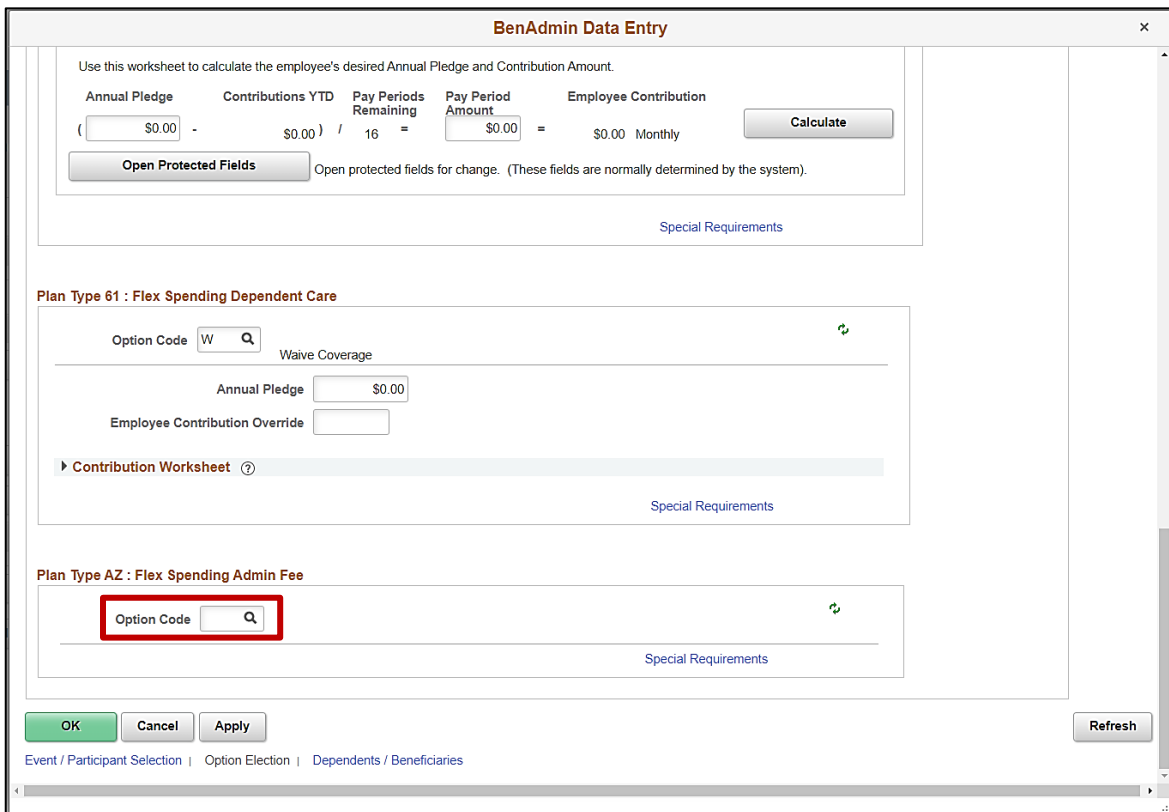 BenAdmin Data Entry ×
Use this worksheet to calculate the employee's desired Annual Pledge and Contribution Amount.
Annual Pledge Contributions YTD Pay Periods Remaining Pay Period Amount Employee Contribution
( $0.00 - $0.00 ) / 16 = $0.00 = $0.00 Monthly Calculate
Open Protected Fields Open protected fields for change. (These fields are normally determined by the system).
Special Requirements
Plan Type 61 : Flex Spending Dependent Care
Option Code W
Waive Coverage
Annual Pledge $0.00
Employee Contribution Override
Contribution Worksheet ?
Special Requirements
Plan Type AZ : Flex Spending Admin Fee
Option Code
Special Requirements
OK Cancel Apply Refresh
Event / Participant Selection | Option Election | Dependents / Beneficiaries